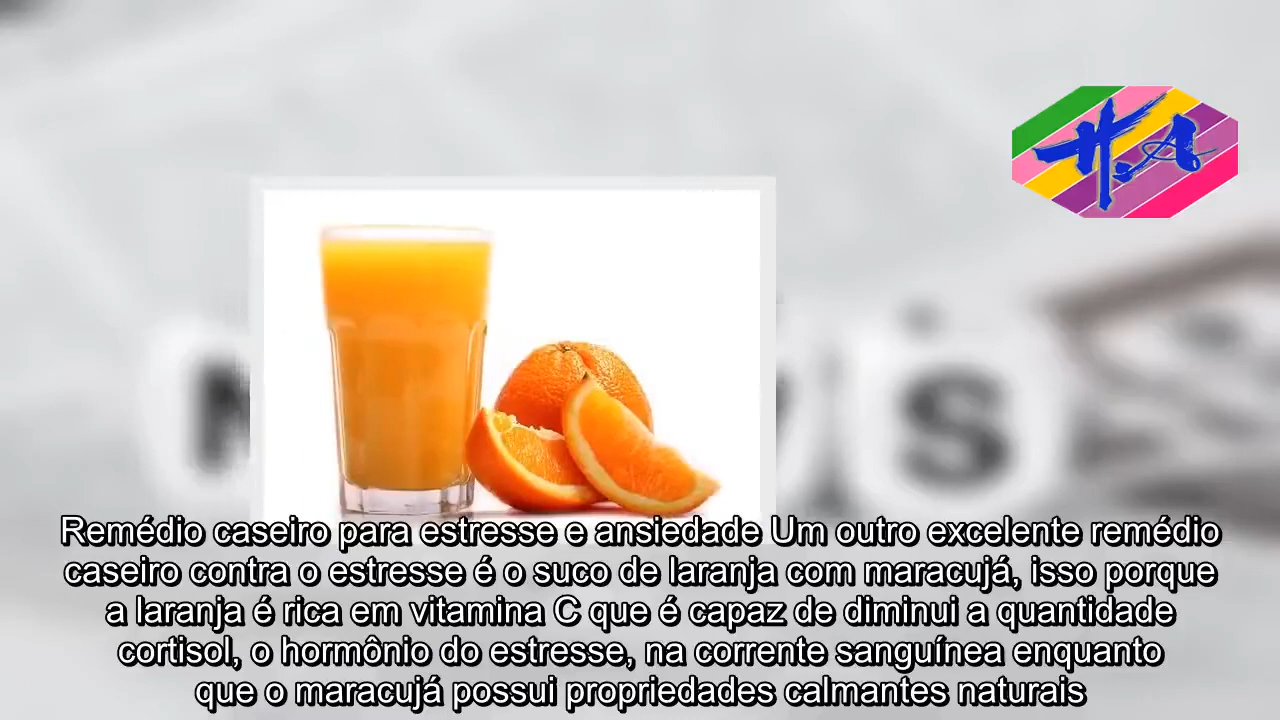 H.A
Remédio caseiro para estresse e ansiedade Um outro excelente remédio
caseiro contra o estresse é o suco de laranja com maracujá, isso porque
a laranja é rica em vitamina C que é capaz de diminui a quantidade
cortisol, o hormônio do estresse, na corrente sanguínea enquanto
que o maracujá possui propriedades calmantes naturais